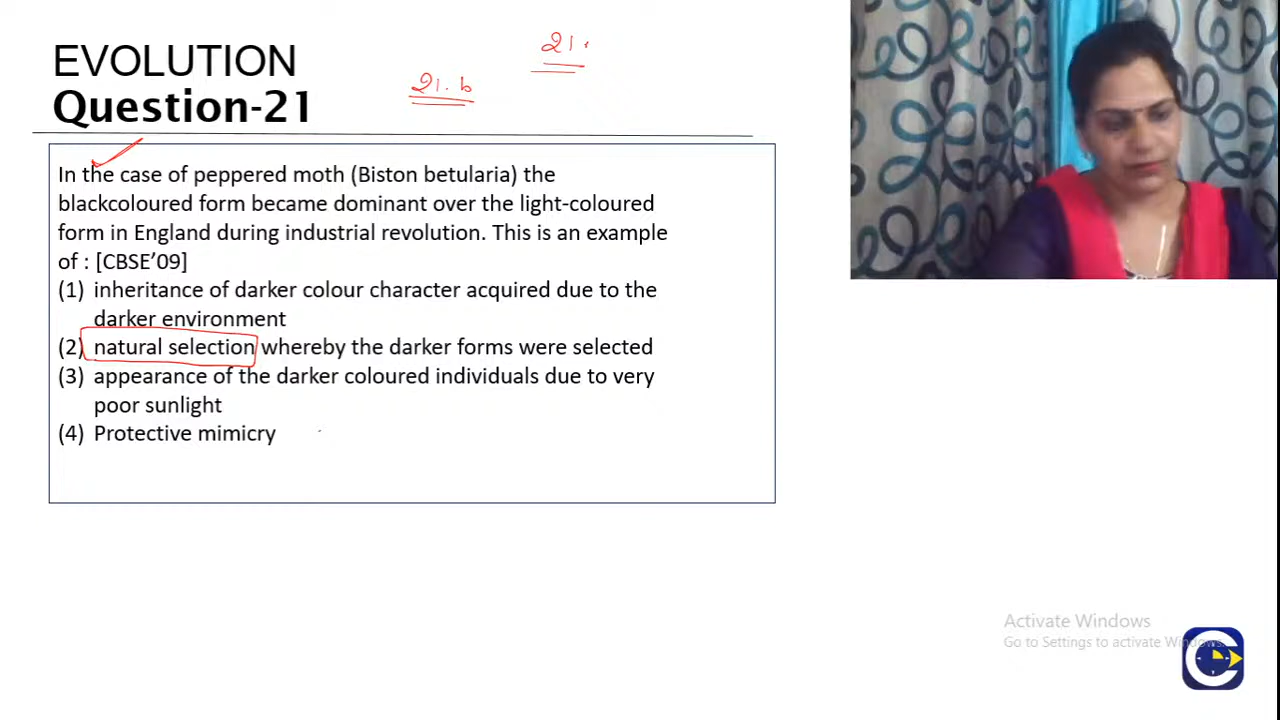 EVOLUTION
21.
21. b
Question-21
In the case of peppered moth (Biston betularia) the
blackcoloured form became dominant over the light-coloured
form in England during industrial revolution. This is an example
of : [CBSE’09]
(1) inheritance of darker colour character acquired due to the
darker environment
(2) natural selection whereby the darker forms were selected
(3) appearance of the darker coloured individuals due to very
poor sunlight
(4) Protective mimicry
Activate Windows
Go to Settings to activate Windows.